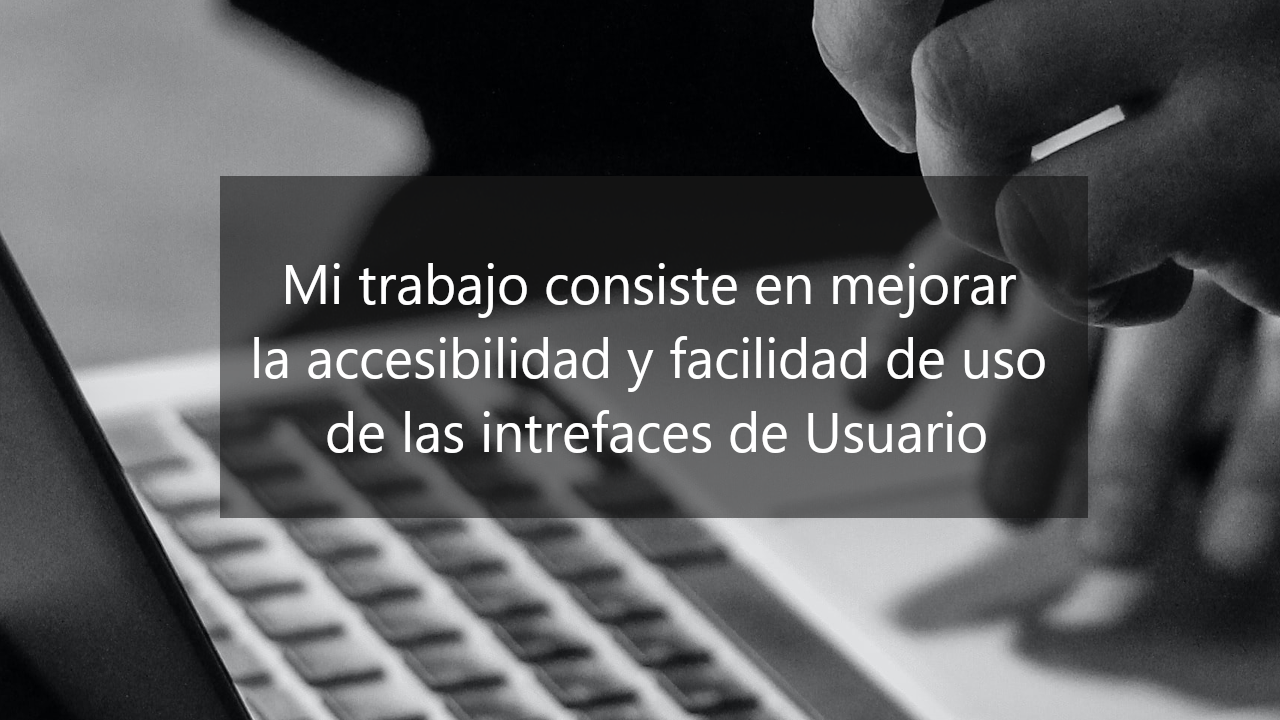 Mi trabajo consiste en mejorar
la accesibilidad y facilidad de uso
de las intrefaces de Usuario